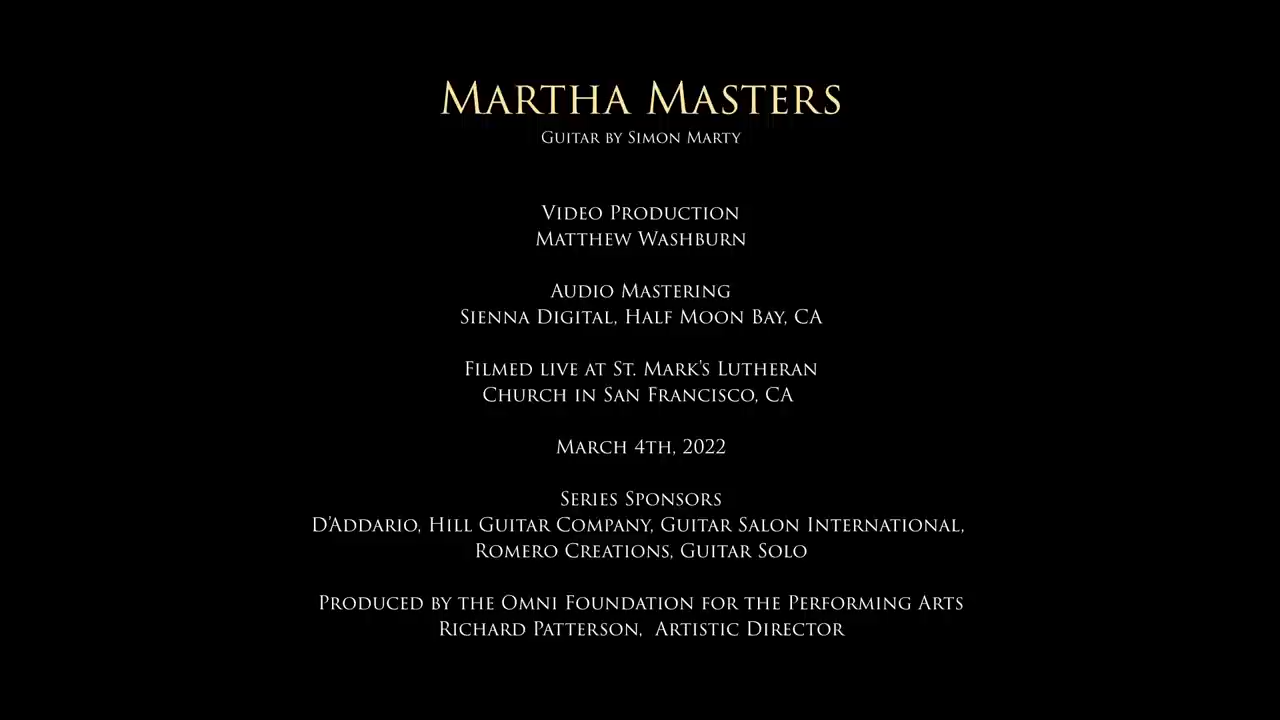 Martha Masters
Guitar by Simon Marty
Video Production
Matthew Washburn
Audio Mastering
Sienna Digital, Half Moon Bay, CA
Filmed live at St. Mark's Lutheran
Church in San Francisco, CA
March 4th, 2022
Series Sponsors
D'Addario, Hill Guitar Company, Guitar Salon International,
Romero Creations, Guitar Solo
Produced by the Omni Foundation for the Performing Arts
Richard Patterson,  Artistic Director